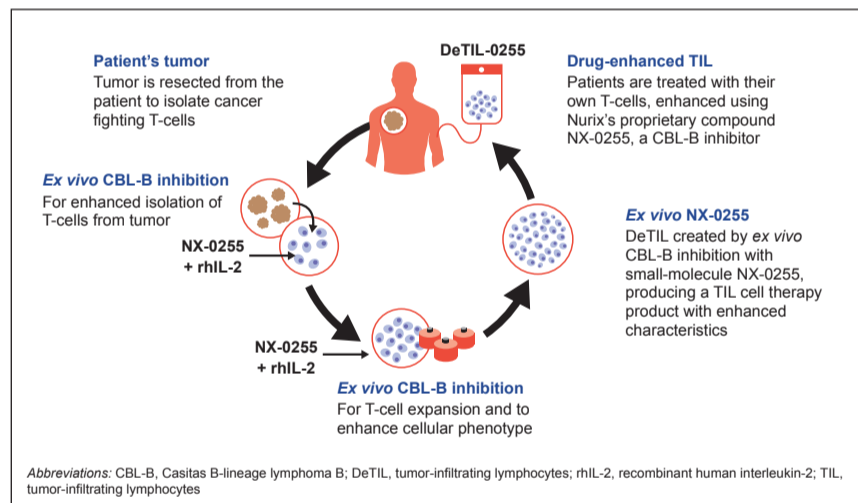 Patient's tumor
Tumor is resected from the
patient to isolate cancer
fighting T-cells
DeTIL-0255
Drug-enhanced TIL
Patients are treated with their
own T-cells, enhanced using
Nurix's proprietary compound
NX-0255, a CBL-B inhibitor
Ex vivo CBL-B inhibition
For enhanced isolation of
T-cells from tumor
NX-0255
+ rhIL-2
Ex vivo NX-0255
DeTIL created by ex vivo
CBL-B inhibition with
small-molecule NX-0255,
producing a TIL cell therapy
product with enhanced
characteristics
NX-0255
+ rhIL-2
Ex vivo CBL-B inhibition
For T-cell expansion and to
enhance cellular phenotype
Abbreviations: CBL-B, Casitas B-lineage lymphoma B; DeTIL, tumor-infiltrating lymphocytes; rhIL-2, recombinant human interleukin-2; TIL,
tumor-infiltrating lymphocytes